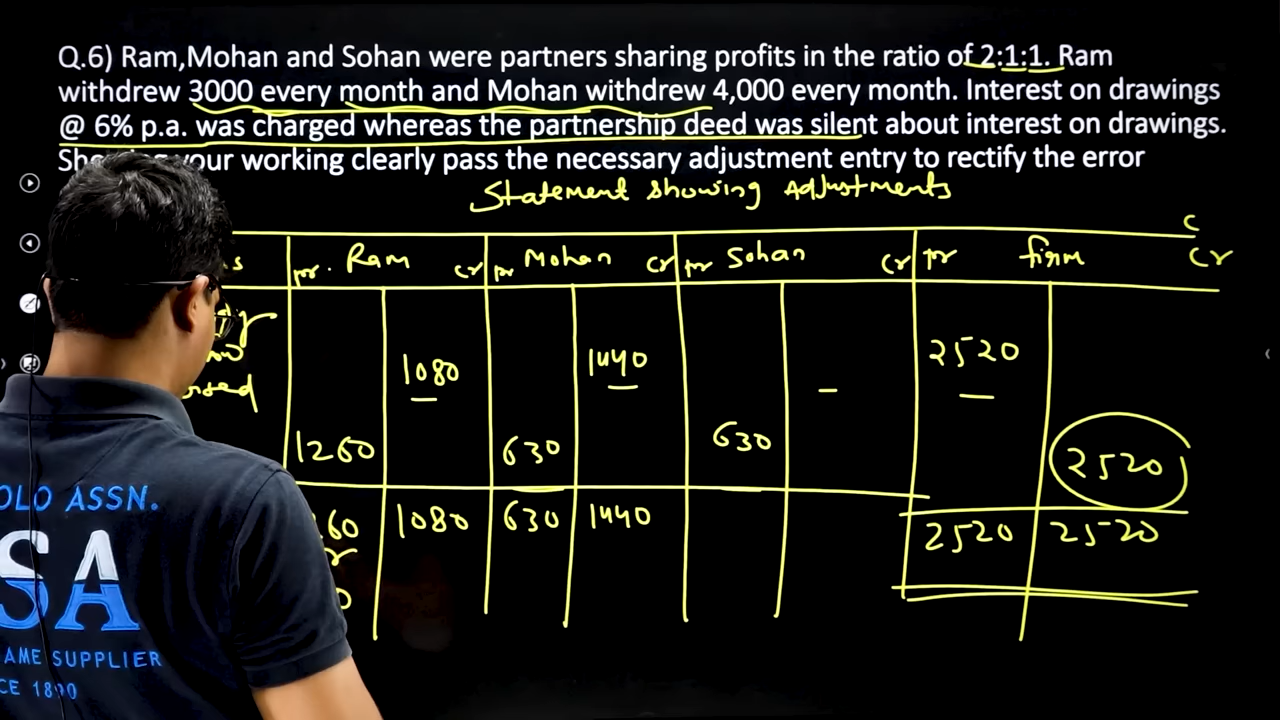 Q.6) Ram,Mohan and Sohan were partners sharing profits in the ratio of 2:1:1. Ram
withdrew 3000 every month and Mohan withdrew 4,000 every month. Interest on drawings
@ 6% p.a. was charged whereas the partnership deed was silent about interest on drawings.
your working clearly pass the necessary adjustment entry to rectify the error
Statement showing Adjustments
Dr. Ram Cr Dr Mohan Cr Dr Sohan Cr Dr firm Cr
1080 1440 - 2520
1260 630 630 2520
1080 630 1440 2520 2520
OLO ASSN.
SA
AME SUPPLIER
CE 1890